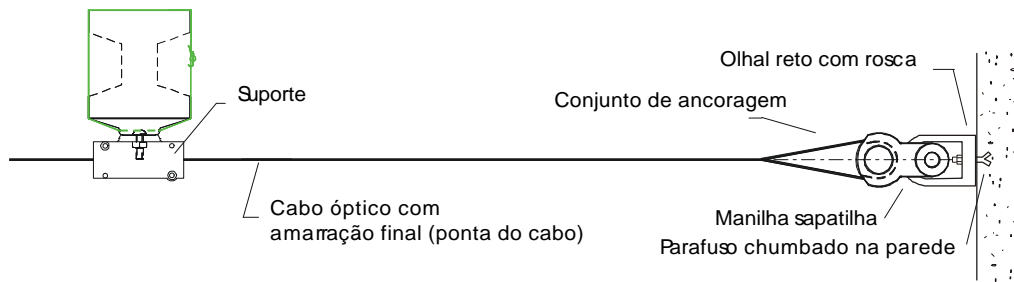 Olhal reto com rosca
Suporte
Conjunto de ancoragem
Cabo óptico com
amarração final (ponta do cabo)
Manilha sapatilha
Parafuso chumbado na parede